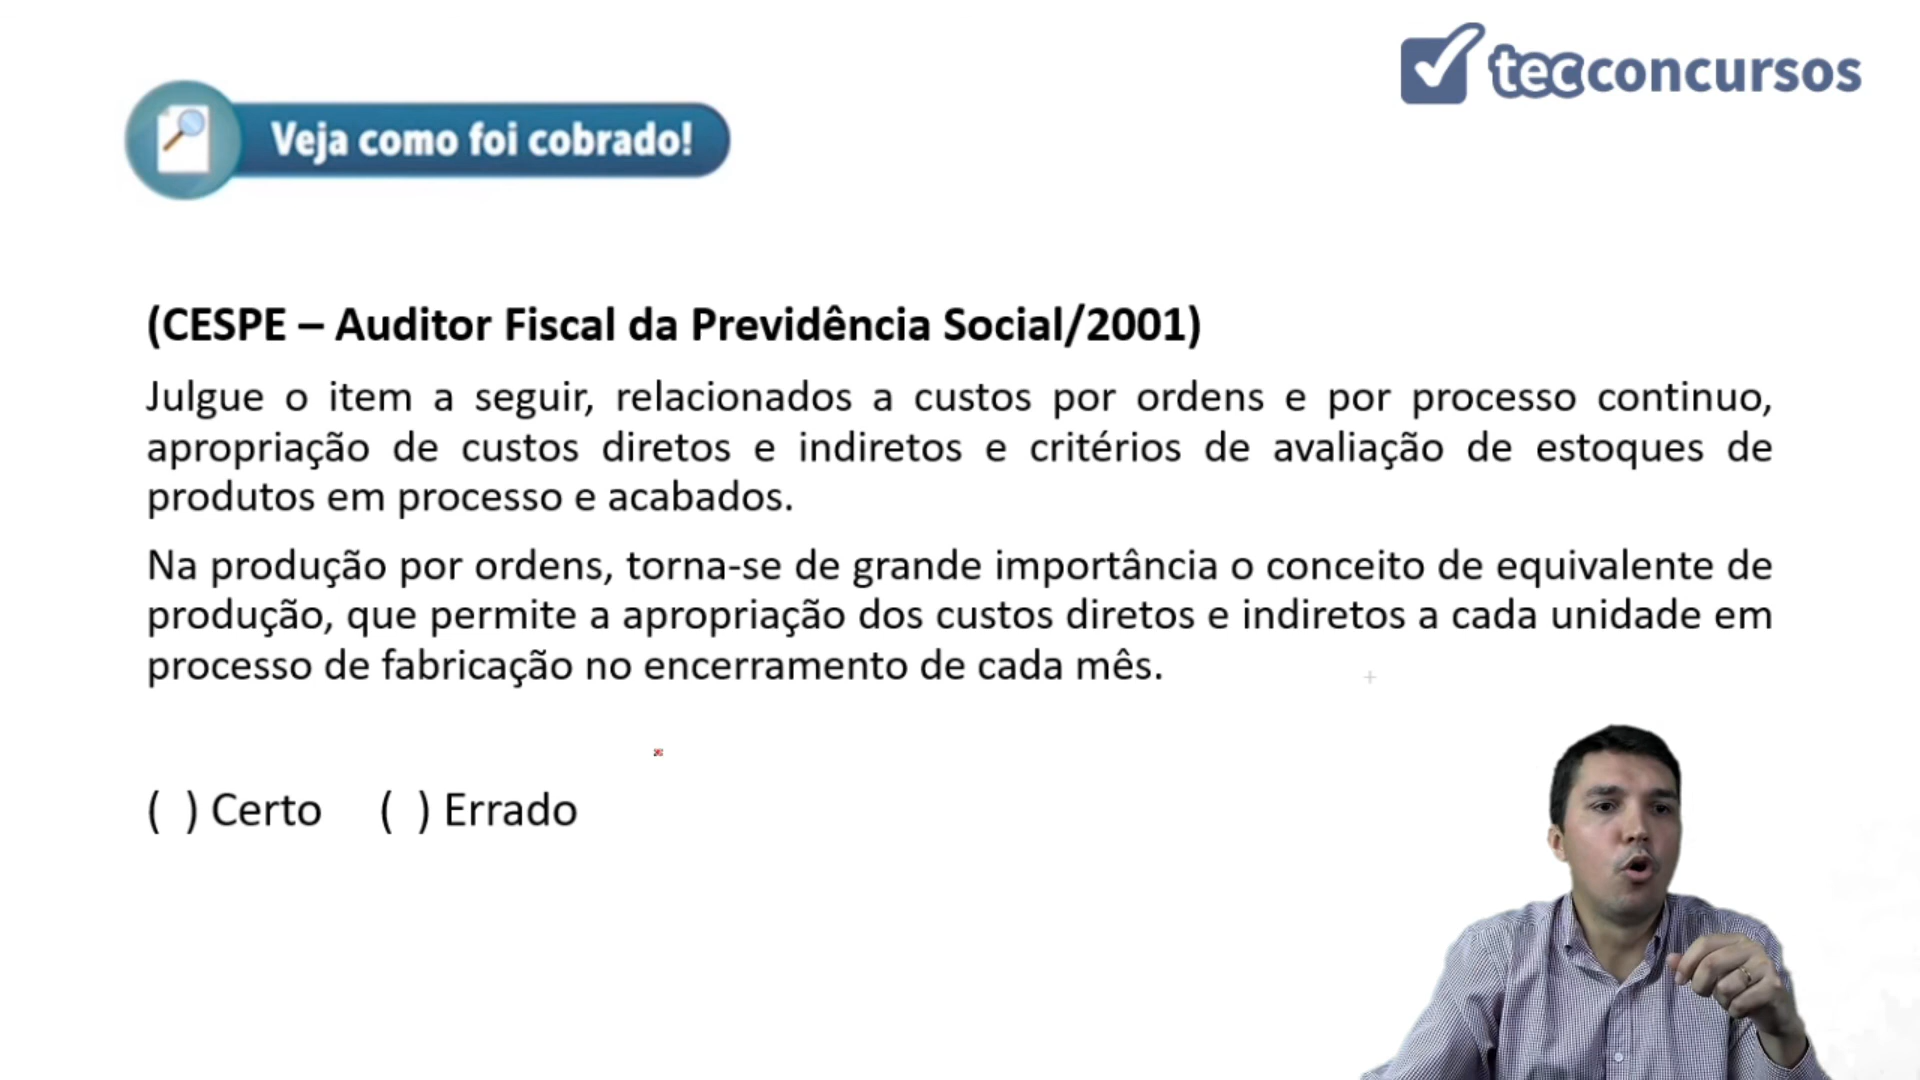 tecconcursos
Veja como foi cobrado!
(CESPE – Auditor Fiscal da Previdência Social/2001)
Julgue o item a seguir, relacionados a custos por ordens e por processo continuo,
apropriação de custos diretos e indiretos e critérios de avaliação de estoques de
produtos em processo e acabados.
Na produção por ordens, torna-se de grande importância o conceito de equivalente de
produção, que permite a apropriação dos custos diretos e indiretos a cada unidade em
processo de fabricação no encerramento de cada mês.
( ) Certo ( ) Errado